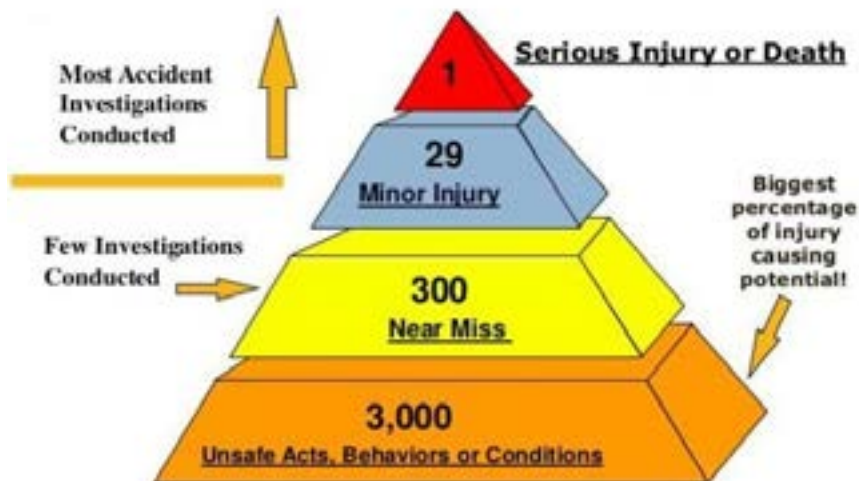 1
Serious Injury or Death
Most Accident
Investigations
Conducted
29
Minor Injury
Biggest
percentage
of injury
causing
potential!
Few Investigations
Conducted
300
Near Miss
3,000
Unsafe Acts, Behaviors or Conditions